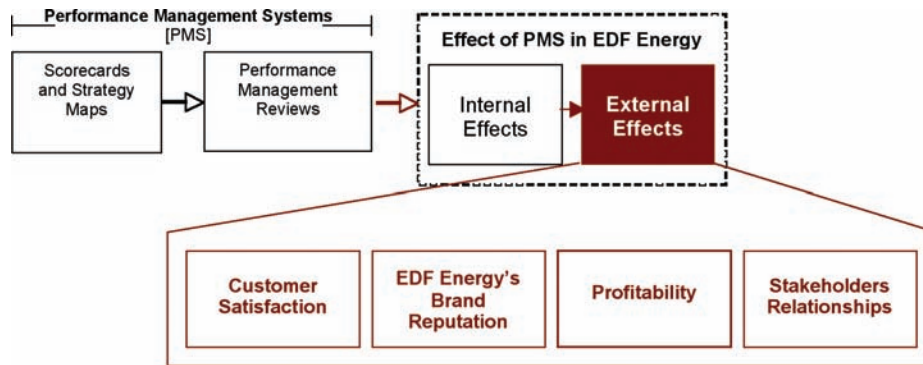 Performance Management Systems
[PMS]
Scorecards
and Strategy
Maps
Performance
Management
Reviews
Effect of PMS in EDF Energy
Internal
Effects
External
Effects
Customer
Satisfaction
EDF Energy's
Brand
Reputation
Profitability
Stakeholders
Relationships